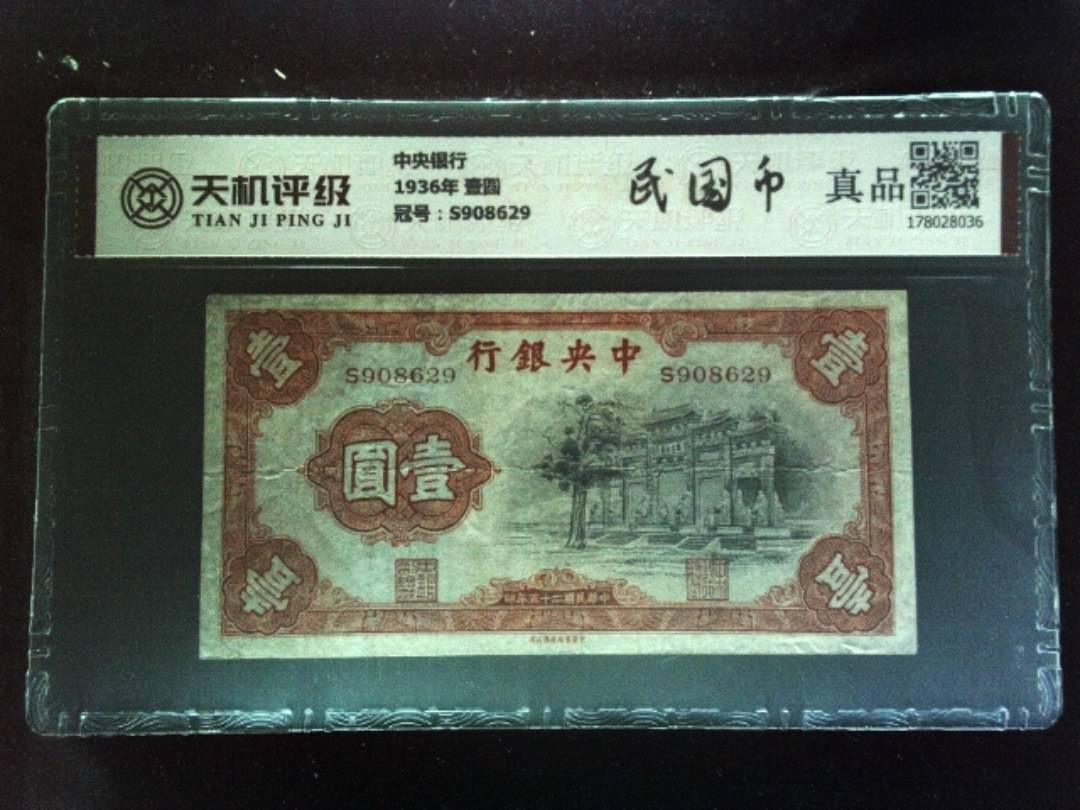 天机评级
TIAN JI PING JI
中央银行
1936年 壹圆
冠号：S908629
民国币
真品
178028036
壹
壹
行銀央中
S908629
S908629
圓壹
壹
壹